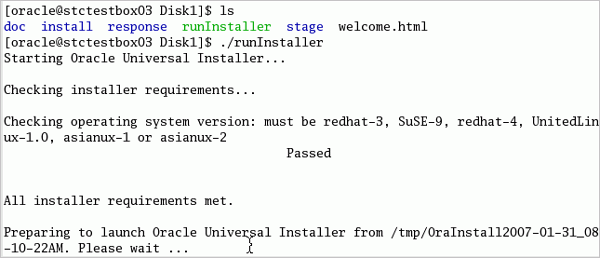 [oracle@stctestbox03 Disk1]$ ls
doc install response runInstaller stage welcome.html
[oracle@stctestbox03 Disk1]$ ./runInstaller
Starting Oracle Universal Installer...
Checking installer requirements...
Checking operating system version: must be redhat-3, SuSE-9, redhat-4, UnitedLin
ux-1.0, asianux-1 or asianux-2
Passed
All installer requirements met.
Preparing to launch Oracle Universal Installer from /tmp/OraInstall2007-01-31_08
-10-22AM. Please wait ...